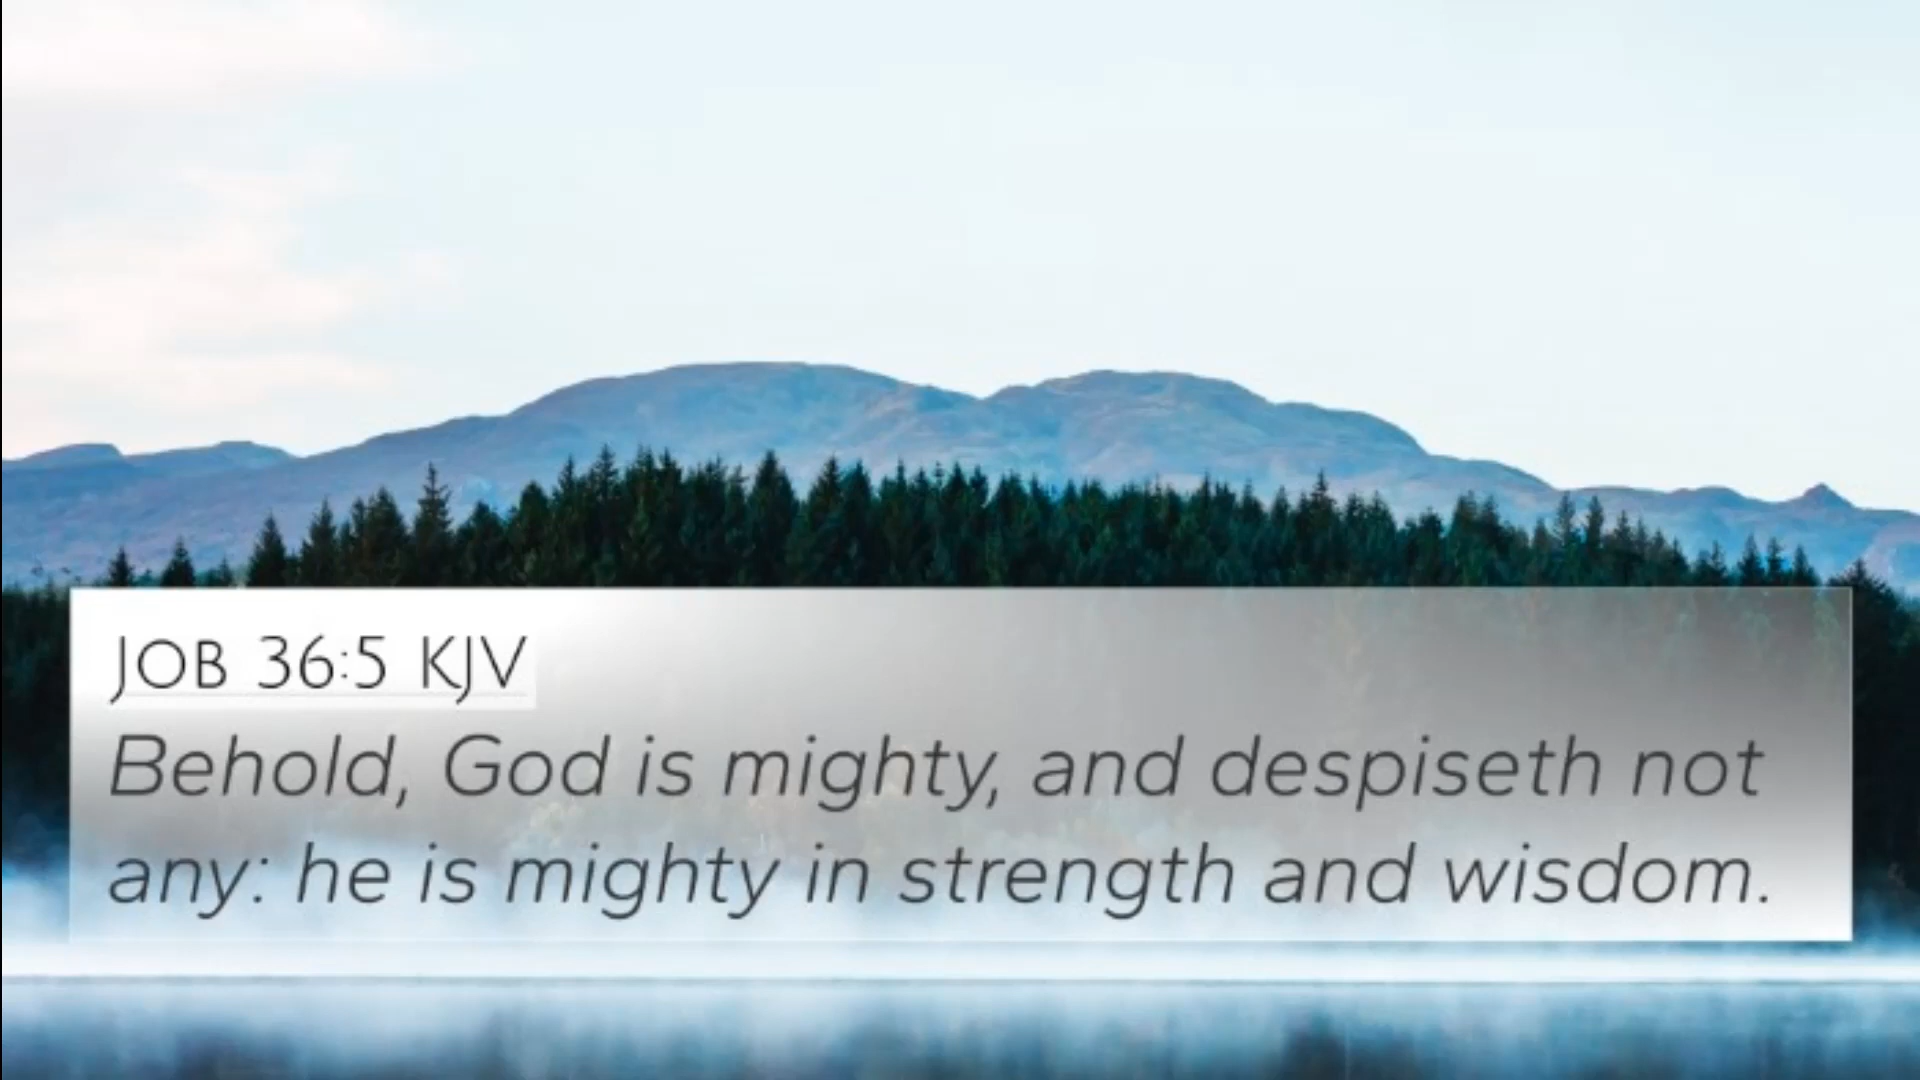 Job 36:5 KJV
Behold, God is mighty, and despiseth not
any: he is mighty in strength and wisdom.